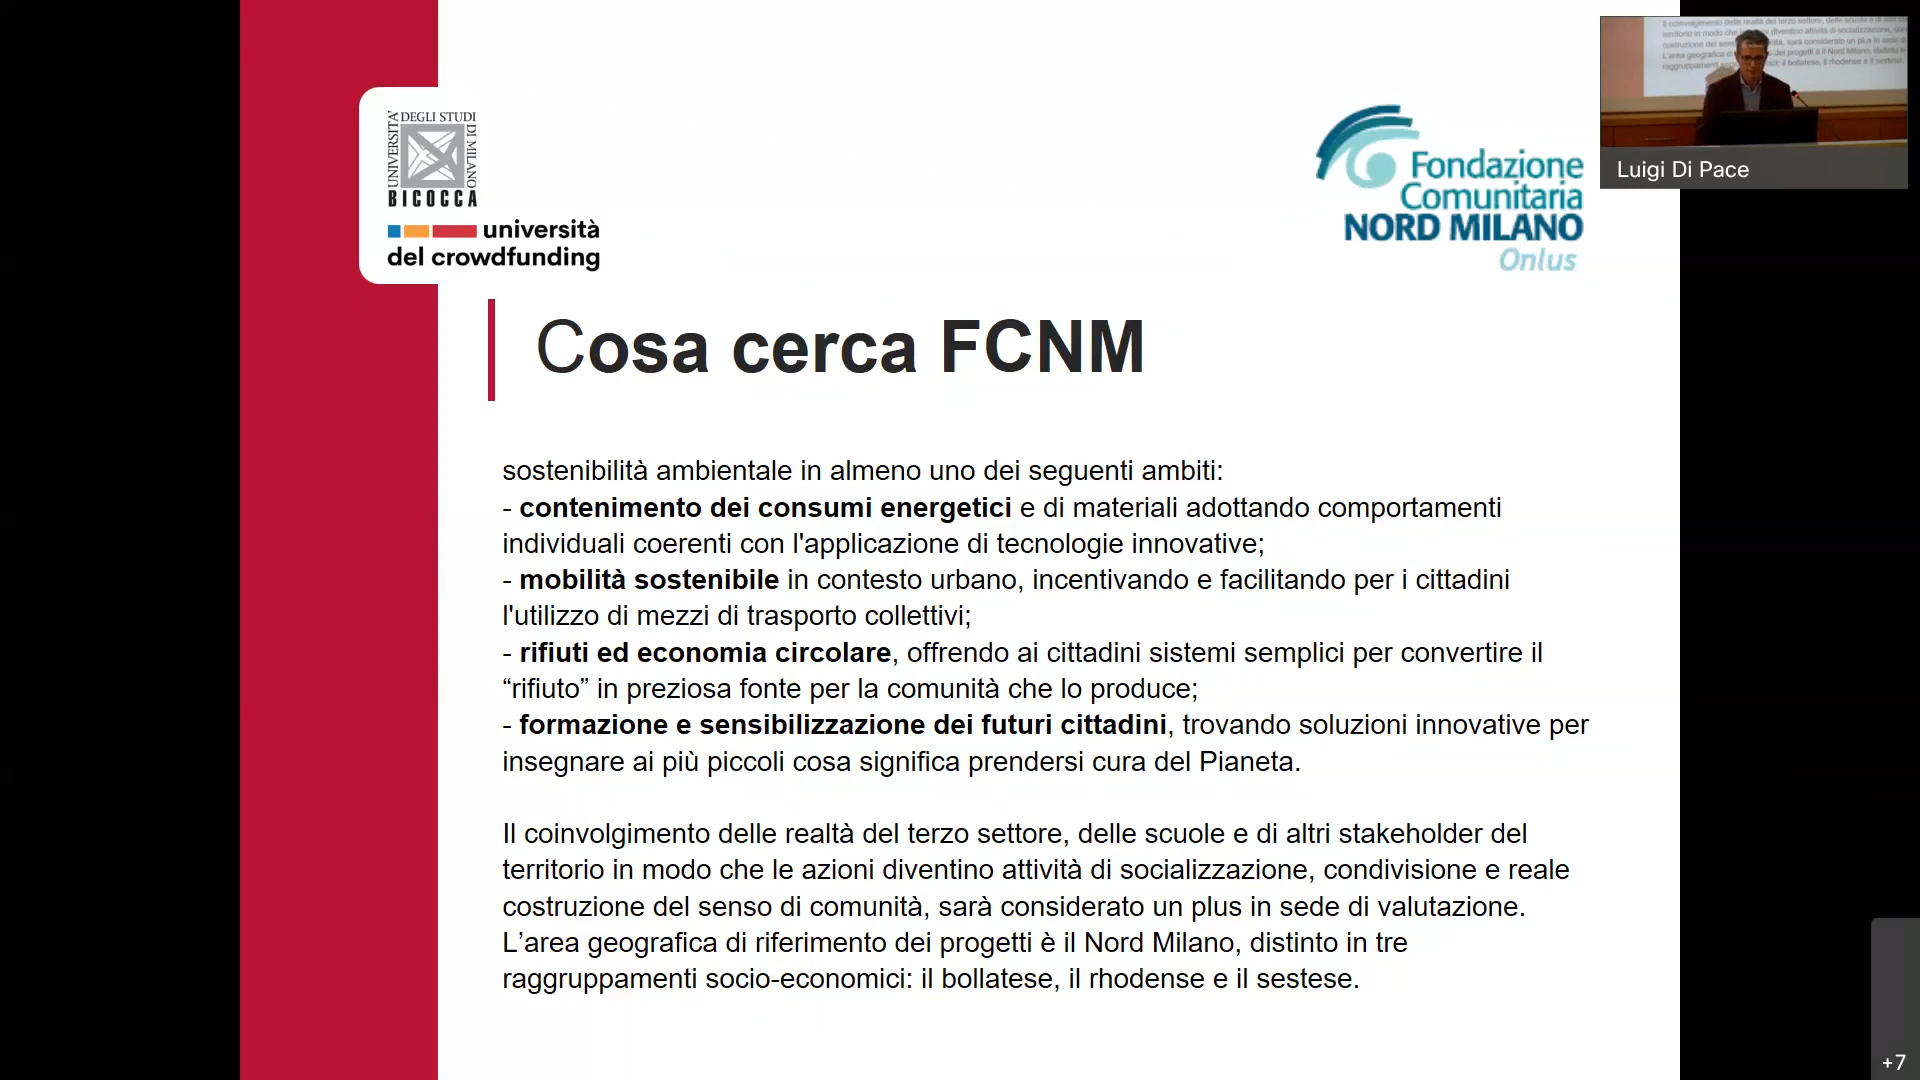 UNIVERSITA' DEGLI STUDI DI MILANO
BICOCCA
università
del crowdfunding
Fondazione
Comunitaria
NORD MILANO
Onlus
Luigi Di Pace
Cosa cerca FCNM
sostenibilità ambientale in almeno uno dei seguenti ambiti:
- contenimento dei consumi energetici e di materiali adottando comportamenti
individuali coerenti con l'applicazione di tecnologie innovative;
- mobilità sostenibile in contesto urbano, incentivando e facilitando per i cittadini
l'utilizzo di mezzi di trasporto collettivi;
- rifiuti ed economia circolare, offrendo ai cittadini sistemi semplici per convertire il
“rifiuto” in preziosa fonte per la comunità che lo produce;
- formazione e sensibilizzazione dei futuri cittadini, trovando soluzioni innovative per
insegnare ai più piccoli cosa significa prendersi cura del Pianeta.
Il coinvolgimento delle realtà del terzo settore, delle scuole e di altri stakeholder del
territorio in modo che le azioni diventino attività di socializzazione, condivisione e reale
costruzione del senso di comunità, sarà considerato un plus in sede di valutazione.
L’area geografica di riferimento dei progetti è il Nord Milano, distinto in tre
raggruppamenti socio-economici: il bollatese, il rhodense e il sestese.
+7